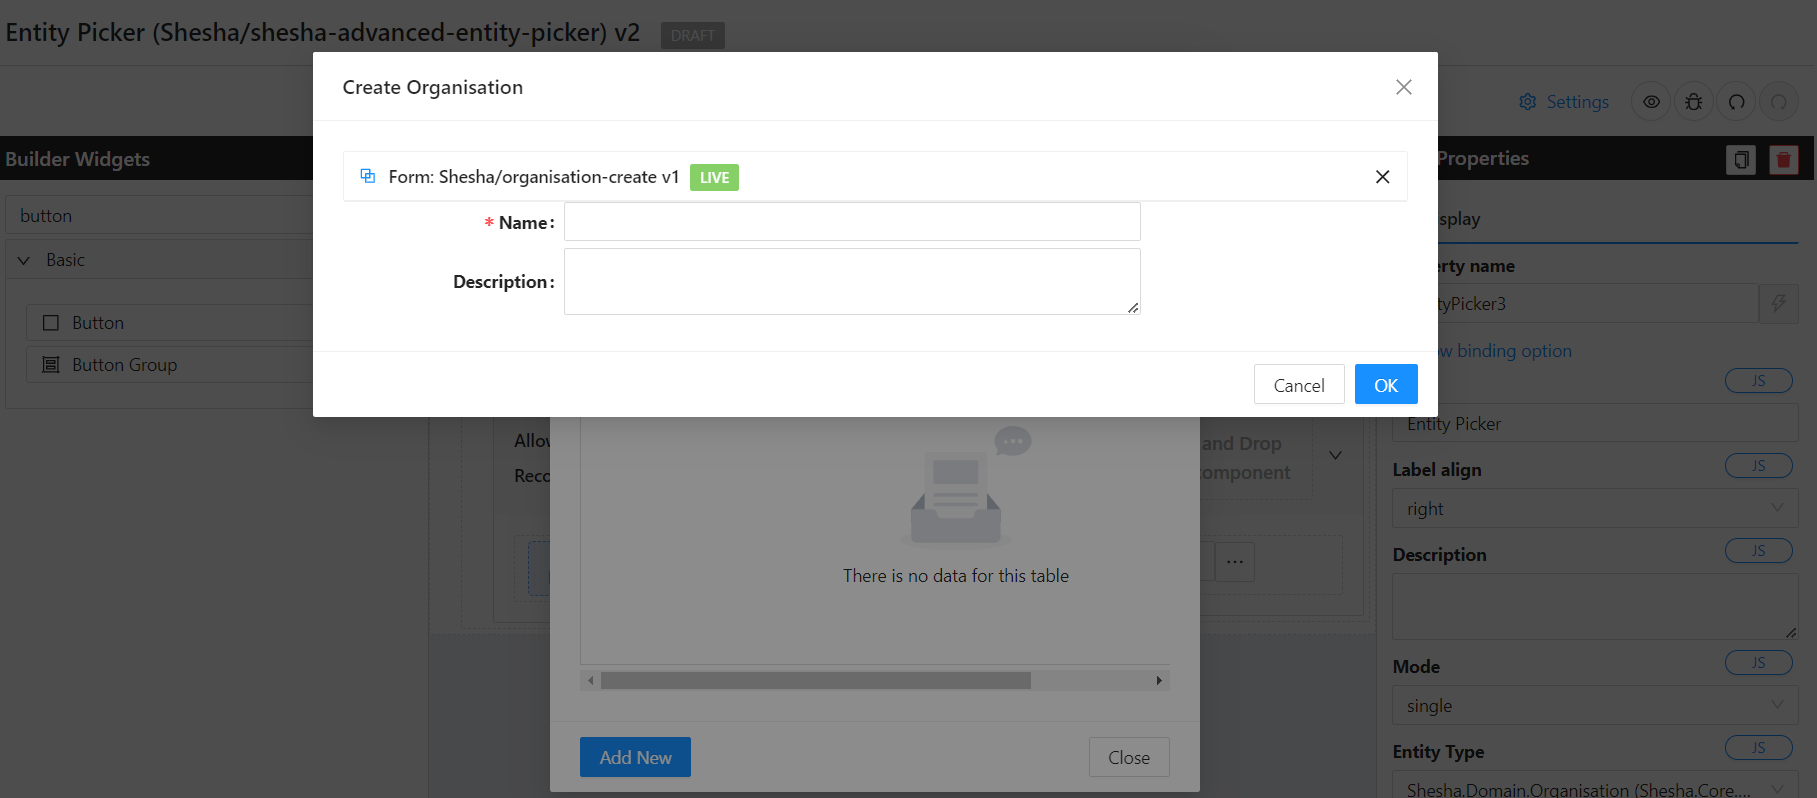 Entity Picker (Shesha/shesha-advanced-entity-picker) v2 DRAFT
Create Organisation
Settings
Builder Widgets
Properties
Form: Shesha/organisation-create v1 LIVE
button
splay
* Name:
Basic
erty name
Description:
tyPicker3
Button
w binding option
Button Group
JS
Cancel OK
Entity Picker
Allow
and Drop
JS
Label align
Reco
omponent
right
JS
Description
...
There is no data for this table
JS
Mode
single
JS
Entity Type
Add New Close
Shesha.Domain.Organisation (Shesha.Core....